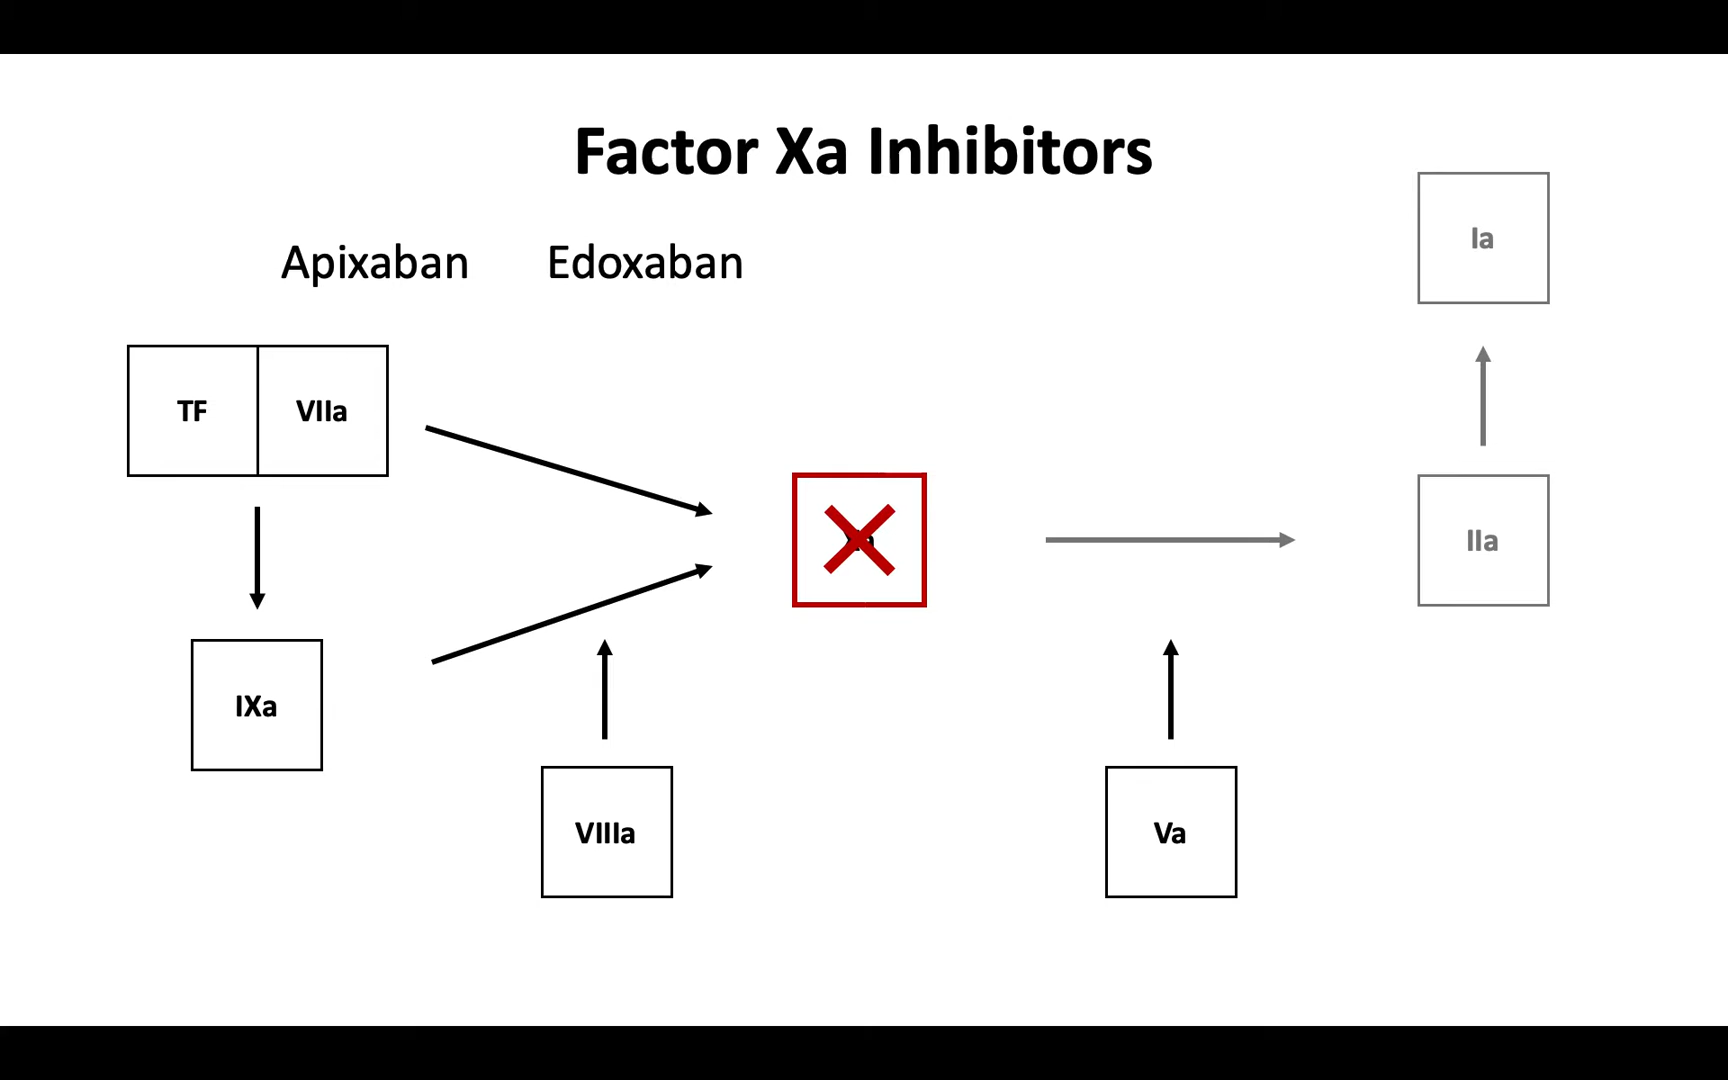 Factor Xa Inhibitors
Ia
Apixaban Edoxaban
TF VIIa
IIa
IXa
VIIIa
Va